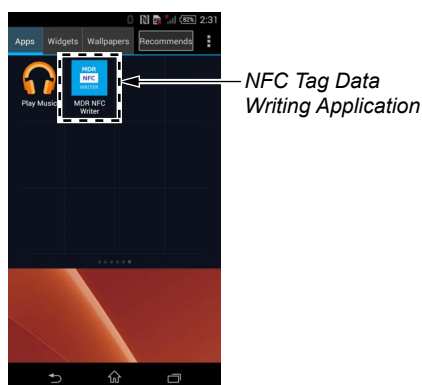 82% 2:31
Apps Widgets Wallpapers Recommends
MDR
NFC
WRITER
Play Music MDR NFC
Writer
NFC Tag Data
Writing Application